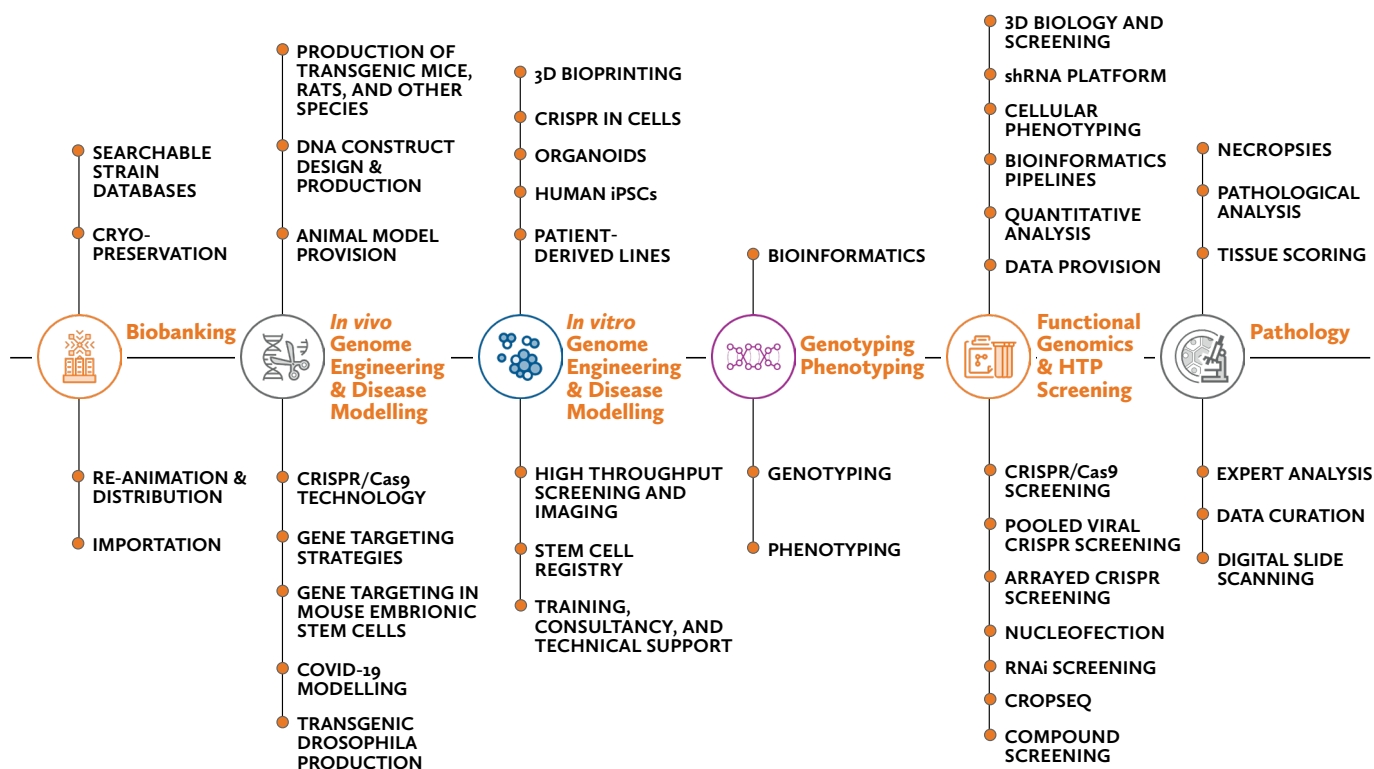 SEARCHABLE
STRAIN
DATABASES
CRYO-
PRESERVATION
Biobanking
RE-ANIMATION &
DISTRIBUTION
IMPORTATION
PRODUCTION OF
TRANSGENIC MICE,
RATS, AND OTHER
SPECIES
DNA CONSTRUCT
DESIGN &
PRODUCTION
ANIMAL MODEL
PROVISION
In vivo
Genome
Engineering
& Disease
Modelling
CRISPR/Cas9
TECHNOLOGY
GENE TARGETING
STRATEGIES
GENE TARGETING IN
MOUSE EMBRIONIC
STEM CELLS
COVID-19
MODELLING
TRANSGENIC
DROSOPHILA
PRODUCTION
3D BIOPRINTING
CRISPR IN CELLS
ORGANOIDS
HUMAN iPSCs
PATIENT-
DERIVED LINES
In vitro
Genome
Engineering
& Disease
Modelling
HIGH THROUGHPUT
SCREENING AND
IMAGING
STEM CELL
REGISTRY
TRAINING,
CONSULTANCY, AND
TECHNICAL SUPPORT
BIOINFORMATICS
Genotyping
Phenotyping
GENOTYPING
PHENOTYPING
3D BIOLOGY AND
SCREENING
shRNA PLATFORM
CELLULAR
PHENOTYPING
BIOINFORMATICS
PIPELINES
QUANTITATIVE
ANALYSIS
DATA PROVISION
Functional
Genomics
& HTP
Screening
CRISPR/Cas9
SCREENING
POOLED VIRAL
CRISPR SCREENING
ARRAYED CRISPR
SCREENING
NUCLEOFECTION
RNAi SCREENING
CROPSEQ
COMPOUND
SCREENING
NECROPSIES
PATHOLOGICAL
ANALYSIS
TISSUE SCORING
Pathology
EXPERT ANALYSIS
DATA CURATION
DIGITAL SLIDE
SCANNING